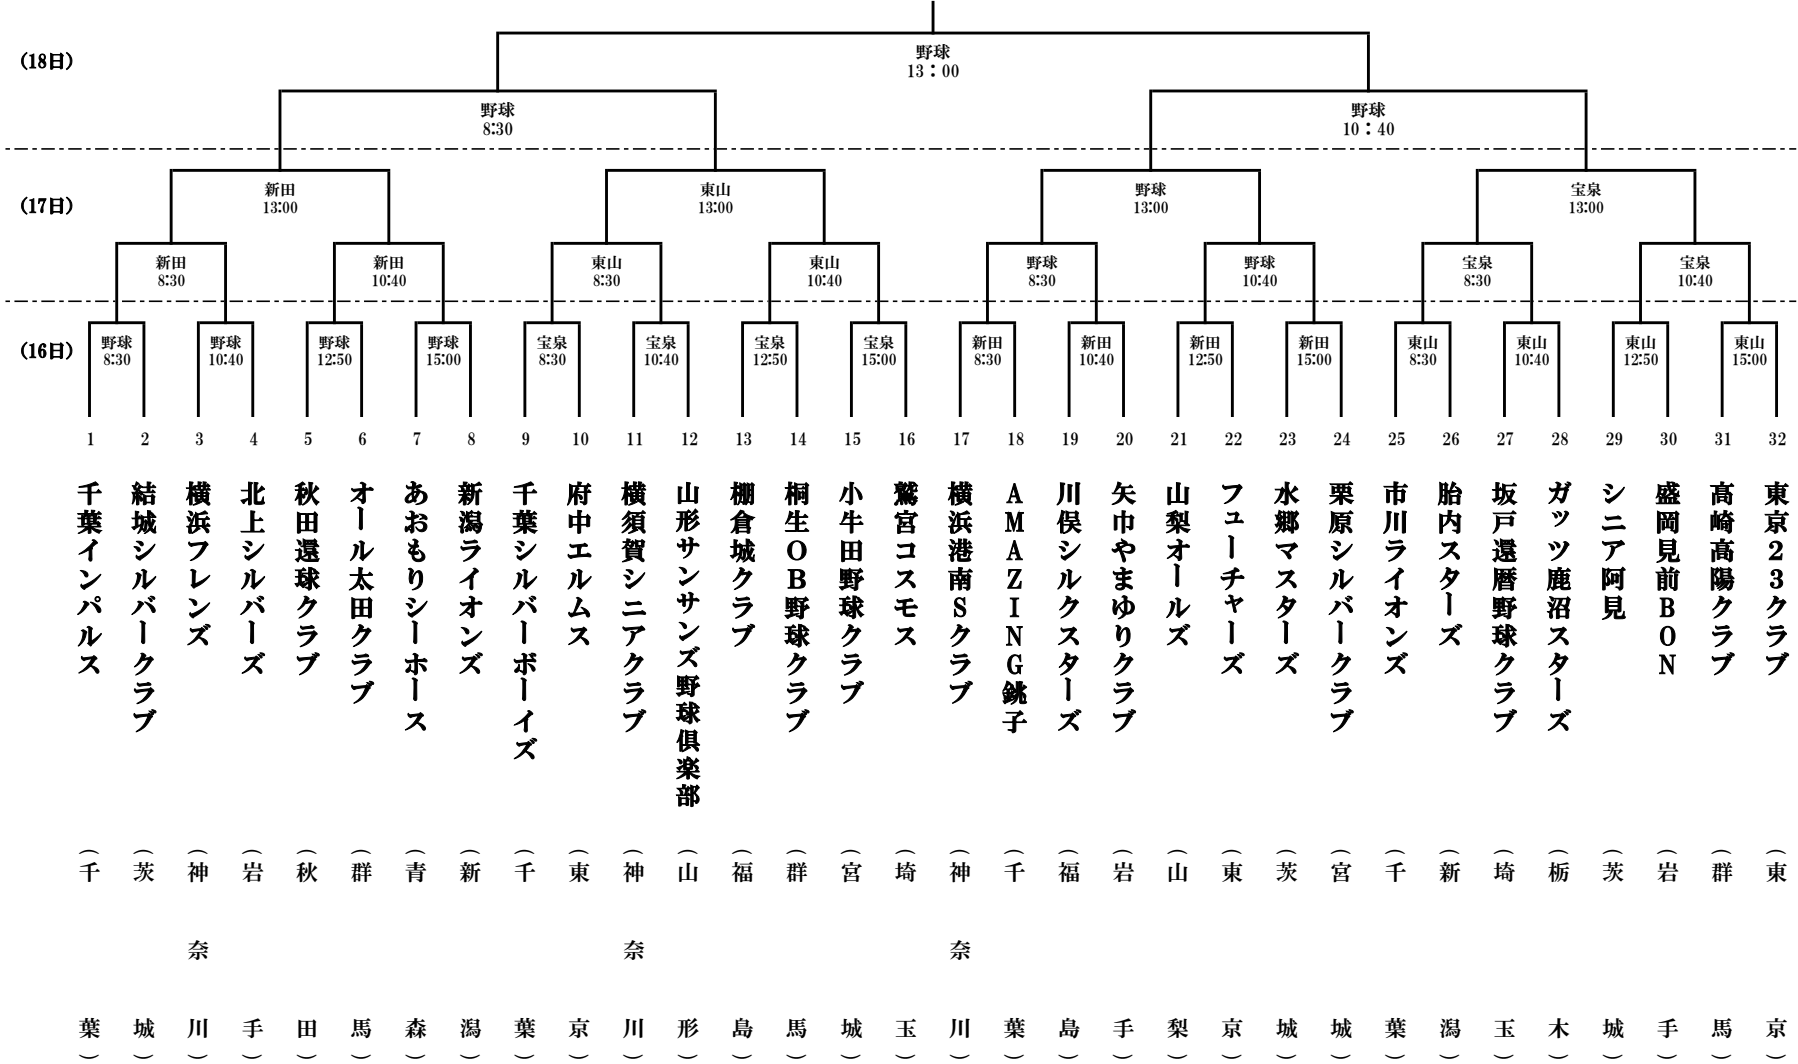 野球
13：00
(18日)
野球
8:30
野球
10：40
(17日)
新田
13:00
東山
13:00
野球
13:00
宝泉
13:00
新田
8:30
新田
10:40
東山
8:30
東山
10:40
野球
8:30
野球
10:40
宝泉
8:30
宝泉
10:40
(16日)
野球
8:30
野球
10:40
野球
12:50
野球
15:00
宝泉
8:30
宝泉
10:40
宝泉
12:50
宝泉
15:00
新田
8:30
新田
10:40
新田
12:50
新田
15:00
東山
8:30
東山
10:40
東山
12:50
東山
15:00
1
千葉インパルス
（千葉）
2
結城シルバークラブ
（茨城）
3
横浜フレンズ
（神奈川）
4
北上シルバーズ
（岩手）
5
秋田還球クラブ
（秋田）
6
オール太田クラブ
（群馬）
7
あおもりシーホース
（青森）
8
新潟ライオンズ
（新潟）
9
千葉シルバーボーイズ
（千葉）
10
府中エルムス
（東京）
11
横須賀シニアクラブ
（神奈川）
12
山形サンサンズ野球倶楽部
（山形）
13
棚倉城クラブ
（福島）
14
桐生OB野球クラブ
（群馬）
15
小牛田野球クラブ
（宮城）
16
鷲宮コスモス
（埼玉）
17
横浜港南Sクラブ
（神奈川）
18
AMAZING銚子
（千葉）
19
川俣シルクスターズ
（福島）
20
矢巾やまゆりクラブ
（岩手）
21
山梨オールズ
（山梨）
22
フューチャーズ
（東京）
23
水郷マスターズ
（茨城）
24
栗原シルバークラブ
（宮城）
25
市川ライオンズ
（千葉）
26
胎内スターズ
（新潟）
27
坂戸還暦野球クラブ
（埼玉）
28
ガッツ鹿沼スターズ
（栃木）
29
シニア阿見
（茨城）
30
盛岡見前BON
（岩手）
31
高崎高陽クラブ
（群馬）
32
東京23クラブ
（東京）